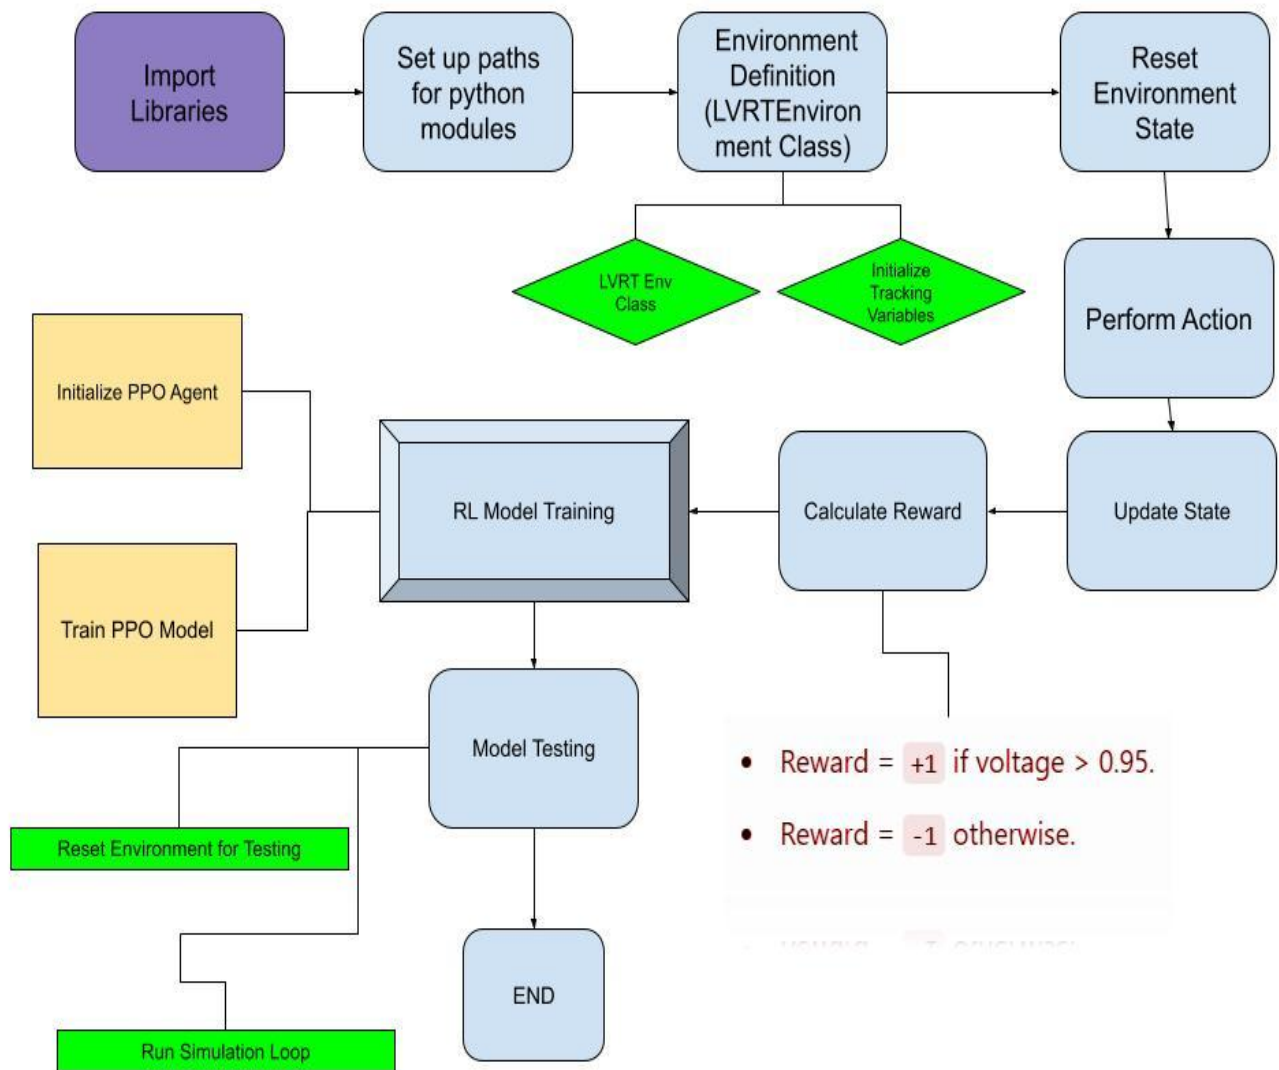 Import
Libraries
Set up paths
for python
modules
Environment
Definition
(LVRTEnviron
ment Class)
Reset
Environment
State
LVRT Env
Class
Initialize
Tracking
Variables
Perform Action
Initialize PPO Agent
RL Model Training
Calculate Reward
Update State
Train PPO Model
Model Testing
• Reward = +1 if voltage > 0.95.
• Reward = -1 otherwise.
Reset Environment for Testing
END
Run Simulation Loop